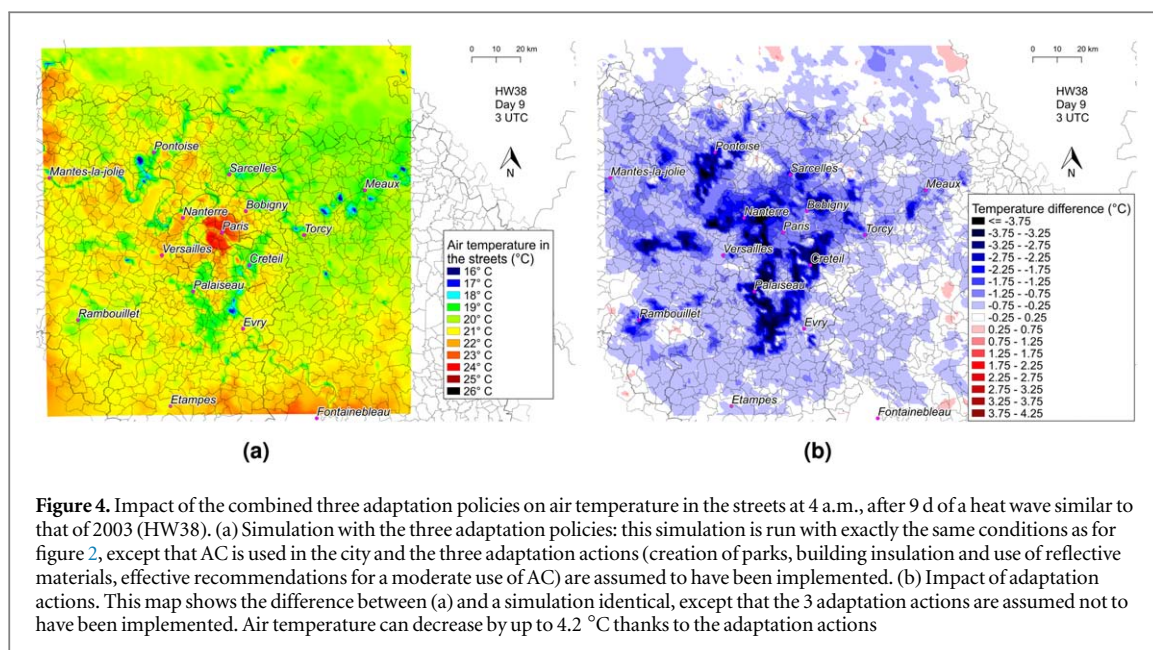 0 10 20 km
HW38
Day 9
3 UTC
N
Pontoise
Mantes-la-jolie
Sarcelles
Meaux
Nanterre
Bobigny
Paris
Torcy
Versailles
Creteil
Palaiseau
Rambouillet
Evry
Etampes
Fontainebleau
Air temperature in
the streets (°C)
16° C
17° C
18° C
19° C
20° C
21° C
22° C
23° C
24° C
25° C
26° C
(a)
0 10 20 km
HW38
Day 9
3 UTC
N
Pontoise
Mantes-la-jolie
Sarcelles
Meaux
Nanterre
Bobigny
Paris
Torcy
Versailles
Creteil
Palaiseau
Rambouillet
Evry
Etampes
Fontainebleau
Temperature difference (°C)
<= -3.75
-3.75 - -3.25
-3.25 - -2.75
-2.75 - -2.25
-2.25 - -1.75
-1.75 - -1.25
-1.25 - -0.75
-0.75 - -0.25
-0.25 - 0.25
0.25 - 0.75
0.75 - 1.25
1.25 - 1.75
1.75 - 2.25
2.25 - 2.75
2.75 - 3.25
3.25 - 3.75
3.75 - 4.25
(b)
Figure 4. Impact of the combined three adaptation policies on air temperature in the streets at 4 a.m., after 9 d of a heat wave similar to
that of 2003 (HW38). (a) Simulation with the three adaptation policies: this simulation is run with exactly the same conditions as for
figure 2, except that AC is used in the city and the three adaptation actions (creation of parks, building insulation and use of reflective
materials, effective recommendations for a moderate use of AC) are assumed to have been implemented. (b) Impact of adaptation
actions. This map shows the difference between (a) and a simulation identical, except that the 3 adaptation actions are assumed not to
have been implemented. Air temperature can decrease by up to 4.2 °C thanks to the adaptation actions